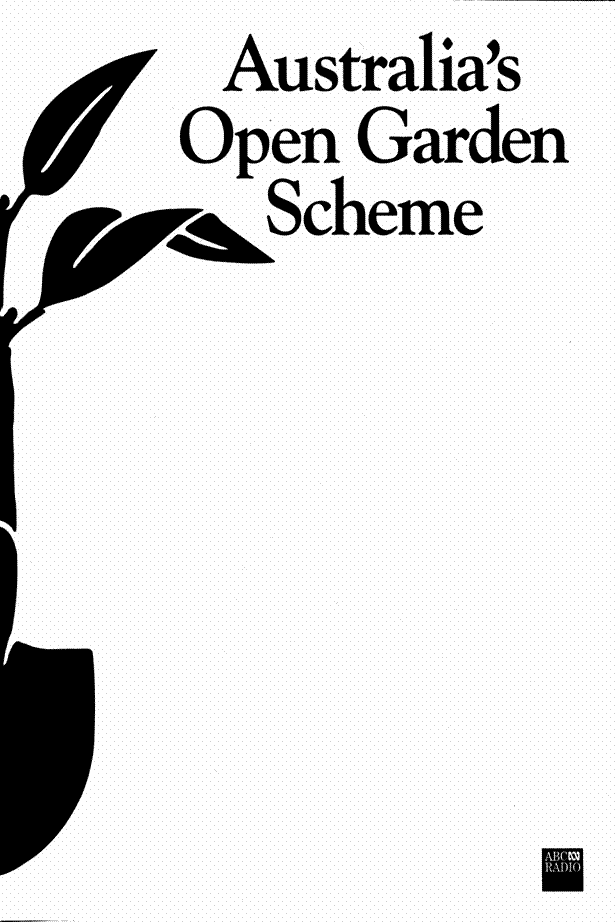 Australia's
Open Garden
Scheme
ABC
RADIO